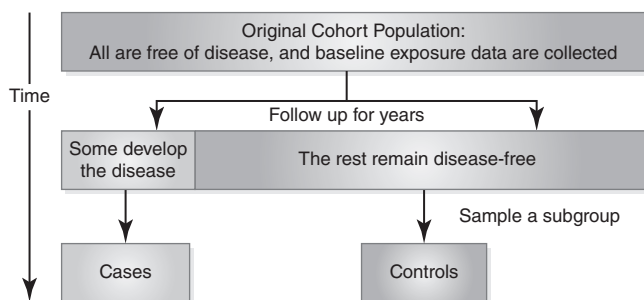 Original Cohort Population:
All are free of disease, and baseline exposure data are collected
Time
Follow up for years
Some develop
the disease
The rest remain disease-free
Sample a subgroup
Cases
Controls